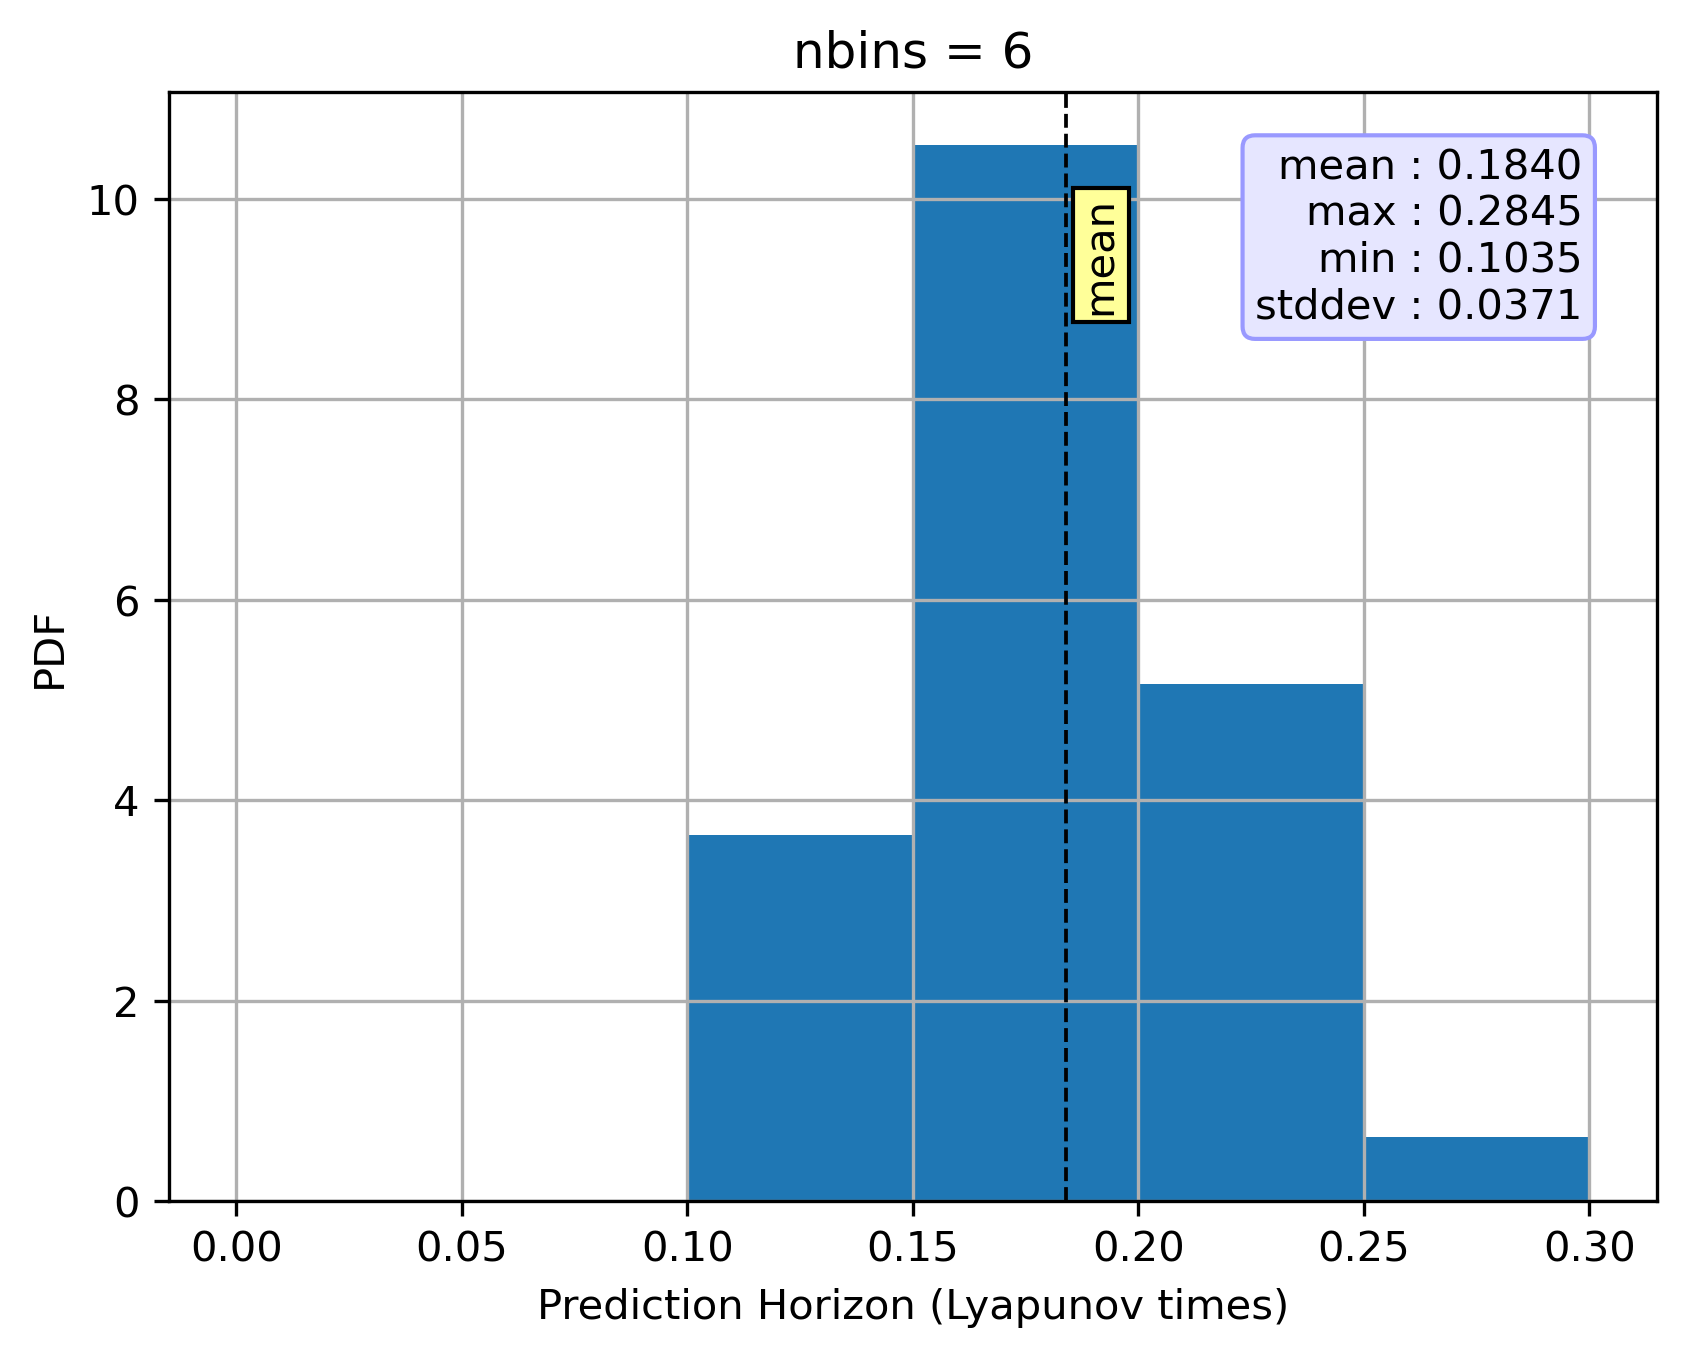 nbins = 6
mean : 0.1840
max : 0.2845
min : 0.1035
stddev : 0.0371
mean
PDF
10
8
6
4
2
0
0.00 0.05 0.10 0.15 0.20 0.25 0.30
Prediction Horizon (Lyapunov times)